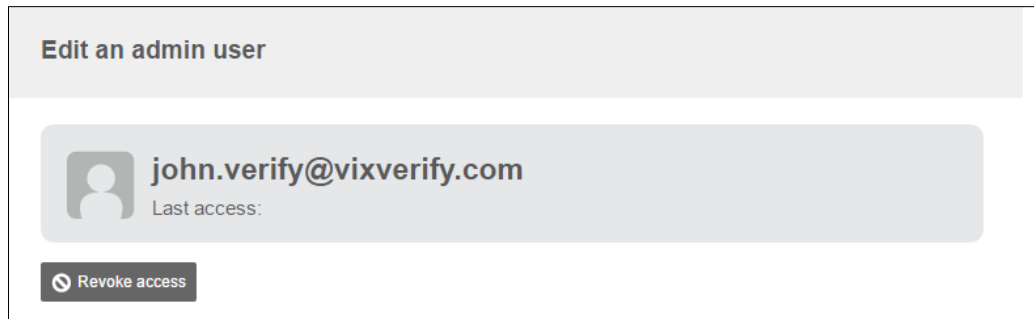 Edit an admin user
john.verify@vixverify.com
Last access:
Revoke access